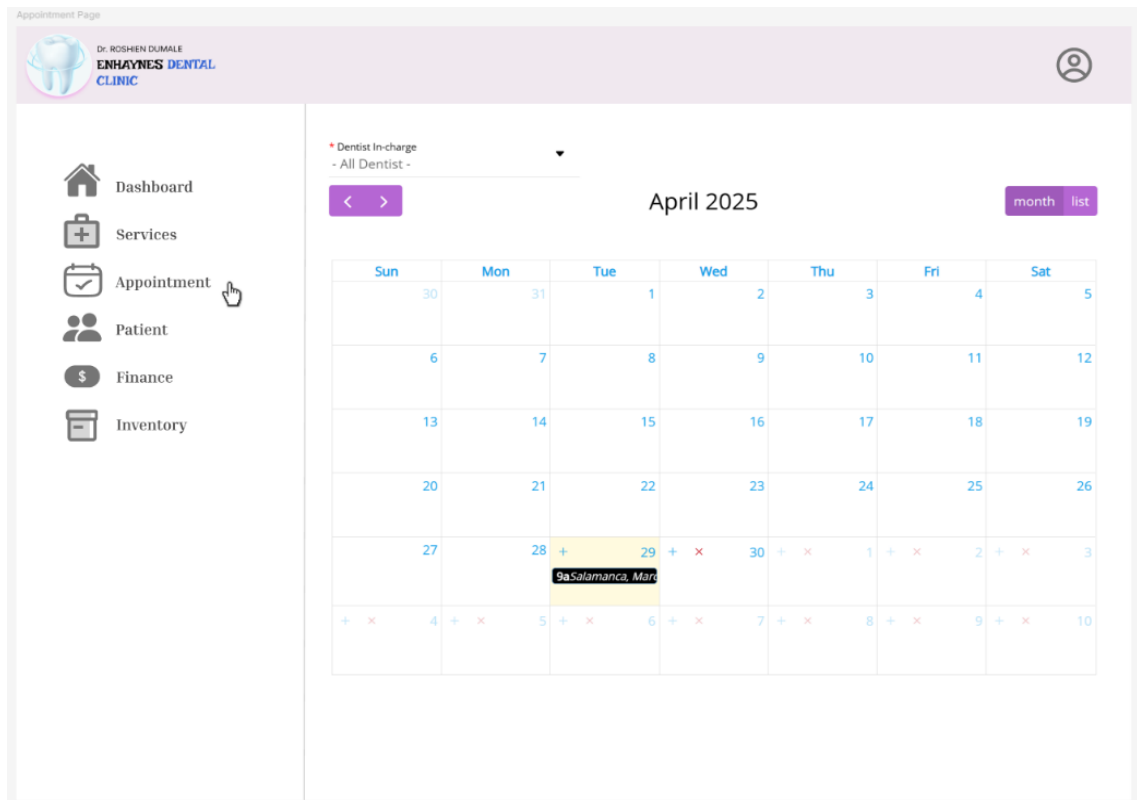 Appointment Page
Dr. ROSHIEN DUMALE
ENHAYNES DENTAL
CLINIC
Dashboard
Services
Appointment
Patient
$ Finance
Inventory
* Dentist In-charge
- All Dentist -
< >
April 2025
month list
Sun Mon Tue Wed Thu Fri Sat
30 31 1 2 3 4 5
6 7 8 9 10 11 12
13 14 15 16 17 18 19
20 21 22 23 24 25 26
27 28 + 29 + × 30 + × 1 + × 2 + × 3
9a Salamanca, Marc
+ × 4 + × 5 + × 6 + × 7 + × 8 + × 9 + × 10